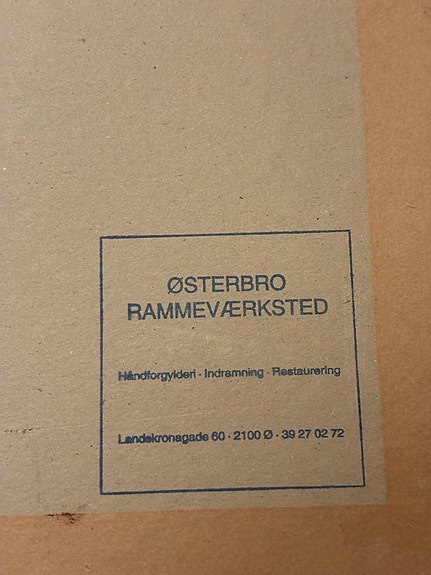 ØSTERBRO
RAMMEVÆRKSTED
Håndforgylderi · Indramning · Restaurering
Landskronagade 60 · 2100 Ø · 39 27 02 72